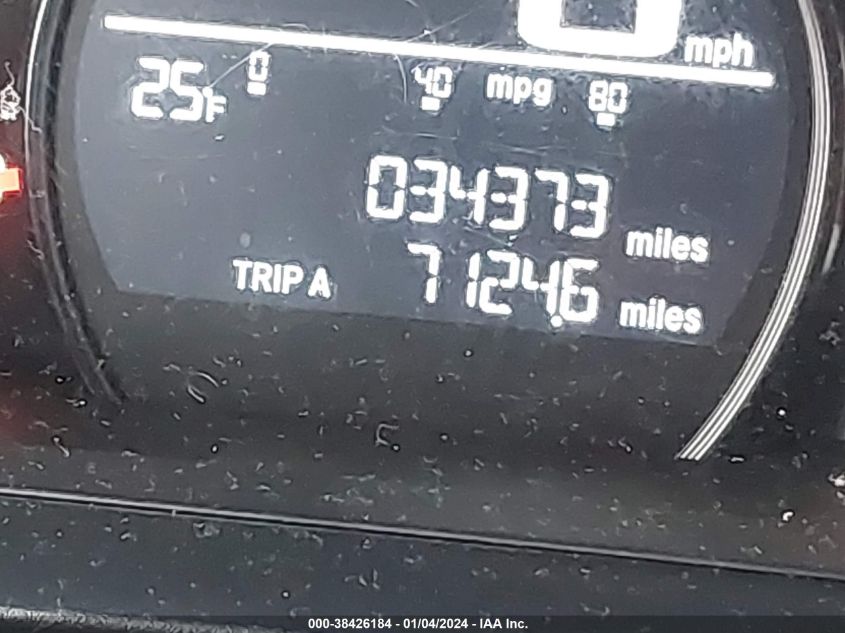 0 mph
25°F 0 40 mpg 80
034373 miles
TRIP A 7124.6 miles
000-38426184 - 01/04/2024 - IAA Inc.